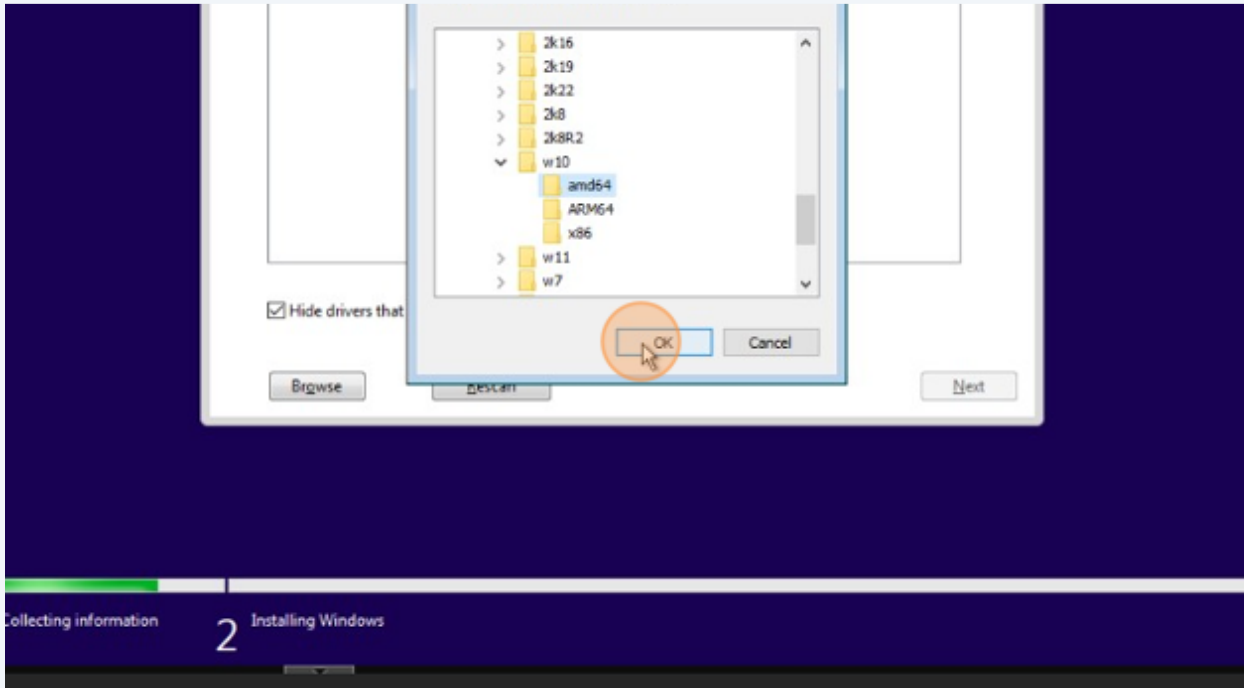 2k16
2k19
2k22
2k8
2k8R2
w10
amd64
ARM64
x86
w11
w7
Hide drivers that
OK
Cancel
Browse
Rescan
Next
Collecting information
2
Installing Windows